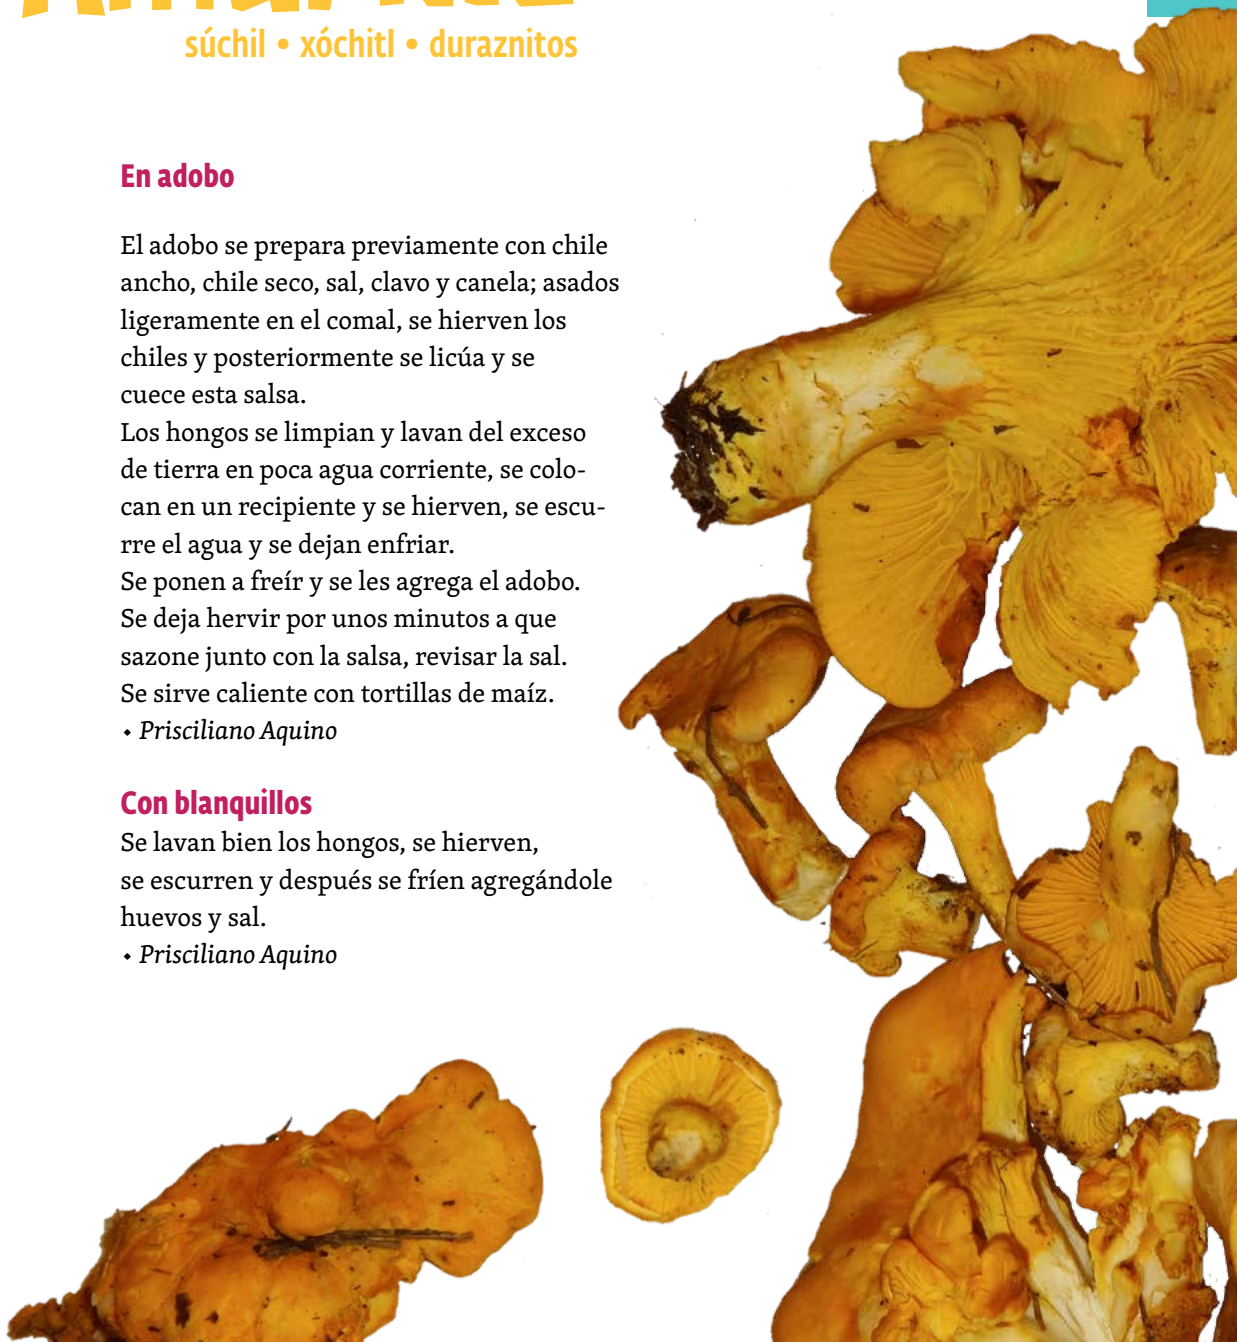 súchil • xóchitl • duraznitos
En adobo
El adobo se prepara previamente con chile
ancho, chile seco, sal, clavo y canela; asados
ligeramente en el comal, se hierven los
chiles y posteriormente se licúa y se
cuece esta salsa.
Los hongos se limpian y lavan del exceso
de tierra en poca agua corriente, se colo-
can en un recipiente y se hierven, se escu-
rre el agua y se dejan enfriar.
Se ponen a freír y se les agrega el adobo.
Se deja hervir por unos minutos a que
sazone junto con la salsa, revisar la sal.
Se sirve caliente con tortillas de maíz.
• Prisciliano Aquino
Con blanquillos
Se lavan bien los hongos, se hierven,
se escurren y después se fríen agregándole
huevos y sal.
• Prisciliano Aquino